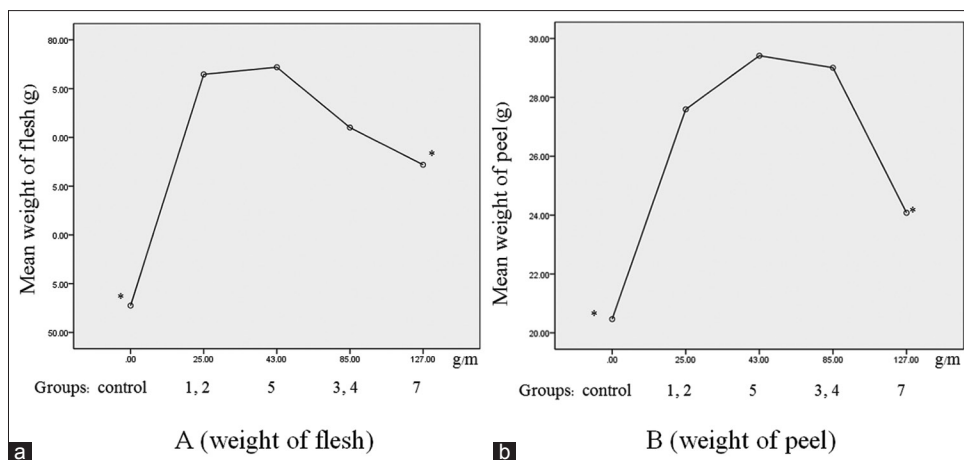 80.00
5.00
0.00
5.00
0.00
5.00
50.00
Mean weight of flesh (g)
*
*
.00 25.00 43.00 85.00 127.00 g/m
Groups: control 1, 2 5 3, 4 7
a A (weight of flesh)
30.00
28.00
26.00
24.00
22.00
20.00
Mean weight of peel (g)
*
*
.00 25.00 43.00 85.00 127.00 g/m
Groups: control 1, 2 5 3, 4 7
b B (weight of peel)